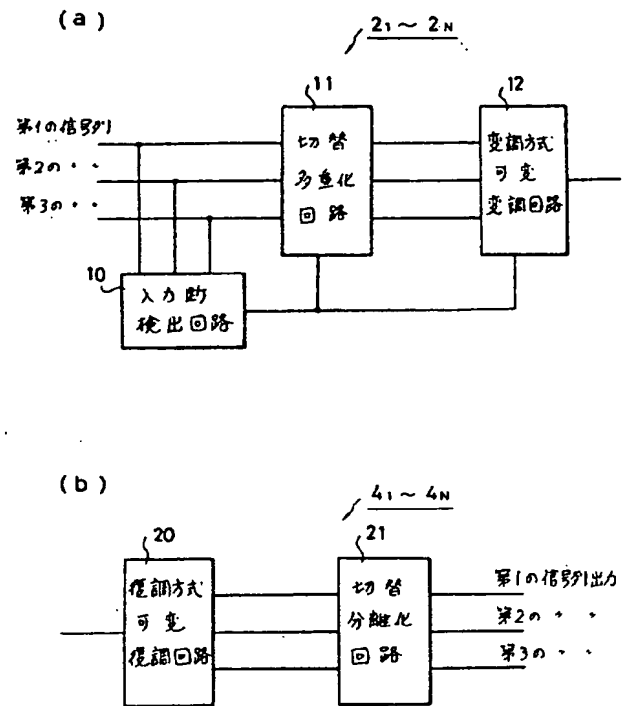 (a)
2₁～2ɴ
11
12
第1の信号列
第2の〃〃
第3の〃〃
切替
多重化
回路
変調方式
可変
変調回路
10
入力断
検出回路
(b)
4₁～4ɴ
20
21
復調方式
可変
復調回路
切替
分離化
回路
第1の信号列出力
第2の〃〃
第3の〃〃